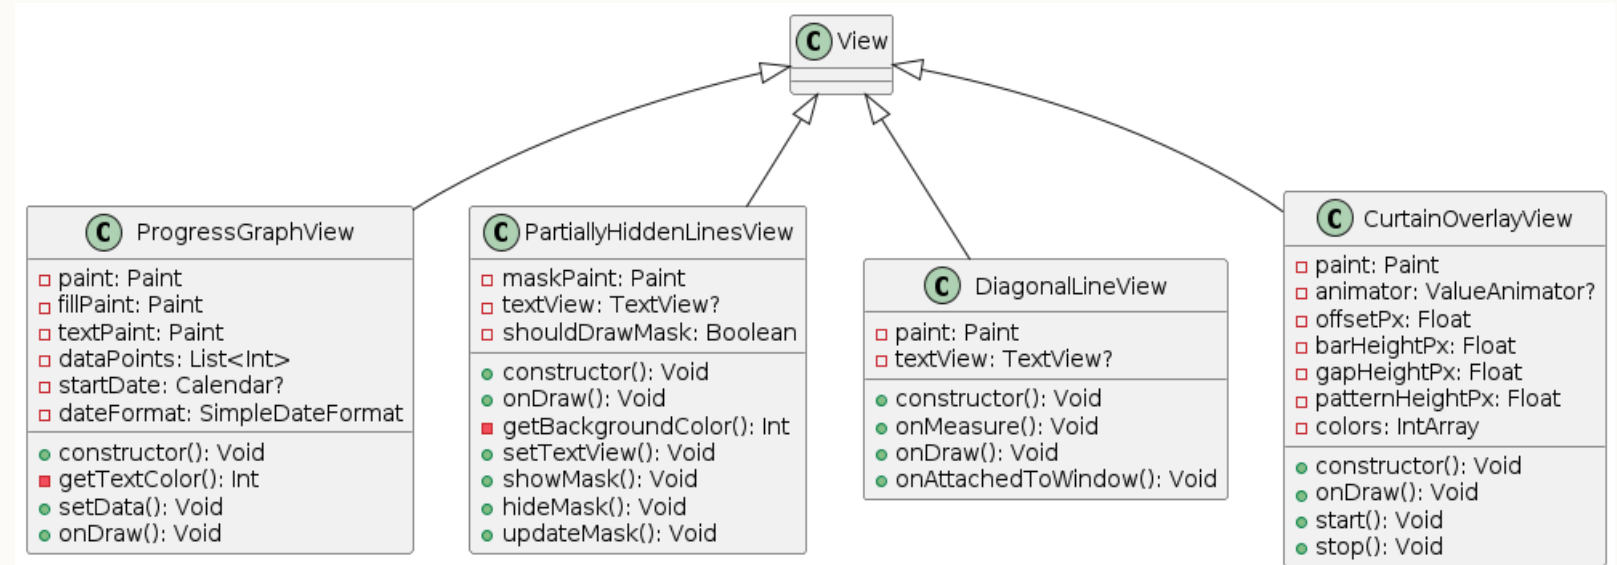 C View
C ProgressGraphView
paint: Paint
fillPaint: Paint
textPaint: Paint
dataPoints: List<Int>
startDate: Calendar?
dateFormat: SimpleDateFormat
constructor(): Void
getTextColor(): Int
setData(): Void
onDraw(): Void
C PartiallyHiddenLinesView
maskPaint: Paint
textView: TextView?
shouldDrawMask: Boolean
constructor(): Void
onDraw(): Void
getBackgroundColor(): Int
setTextView(): Void
showMask(): Void
hideMask(): Void
updateMask(): Void
C DiagonalLineView
paint: Paint
textView: TextView?
constructor(): Void
onMeasure(): Void
onDraw(): Void
onAttachedToWindow(): Void
C CurtainOverlayView
paint: Paint
animator: ValueAnimator?
offsetPx: Float
barHeightPx: Float
gapHeightPx: Float
patternHeightPx: Float
colors: IntArray
constructor(): Void
onDraw(): Void
start(): Void
stop(): Void